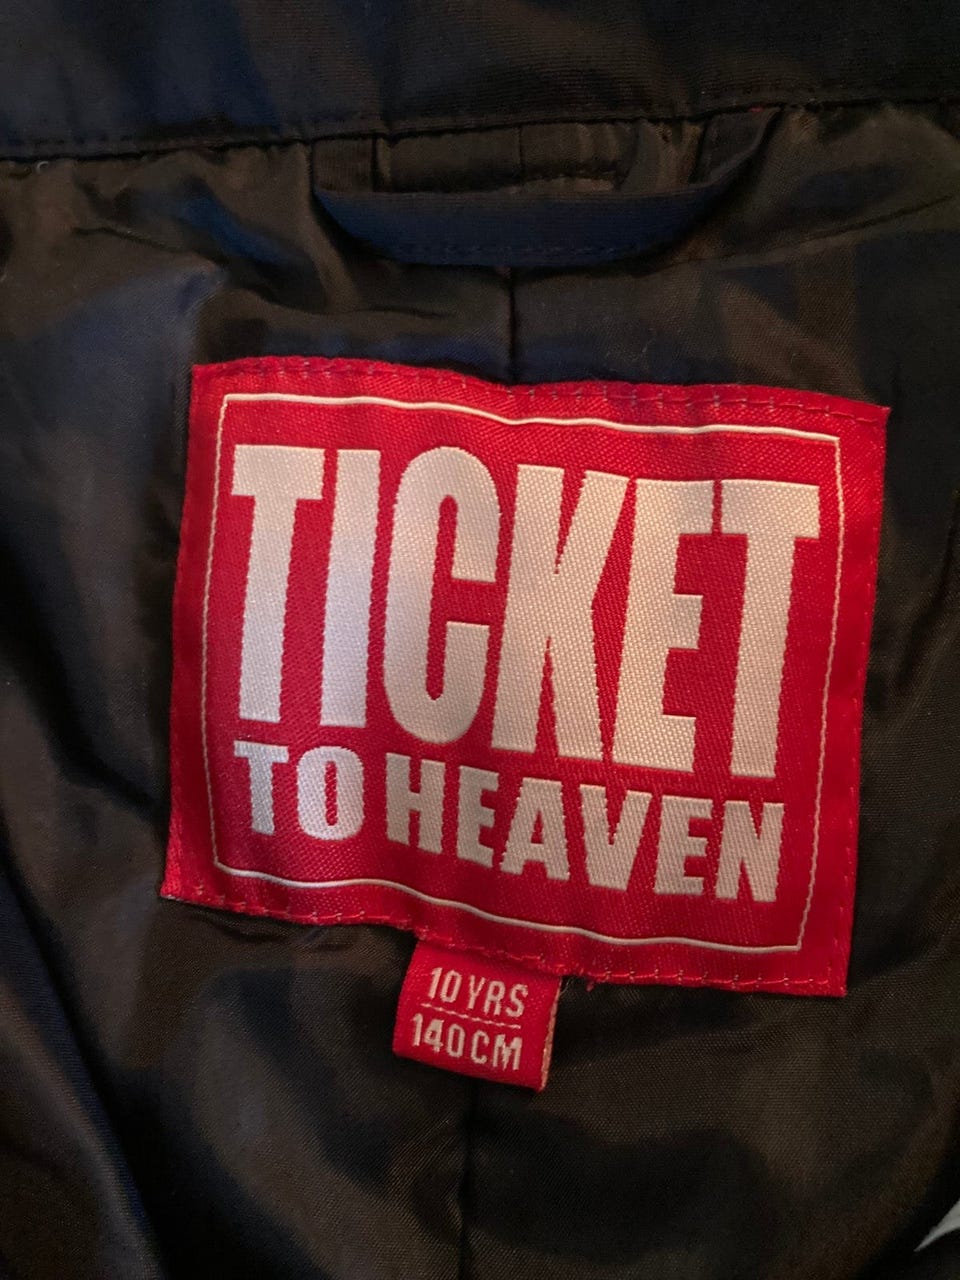 TICKET
TO HEAVEN
10 YRS
140 CM